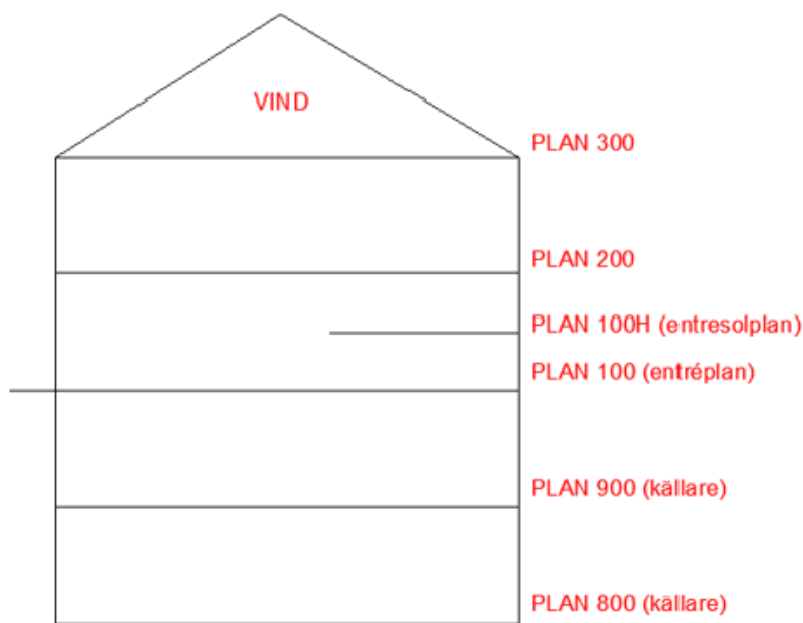 VIND
PLAN 300
PLAN 200
PLAN 100H (entresolplan)
PLAN 100 (entréplan)
PLAN 900 (källare)
PLAN 800 (källare)